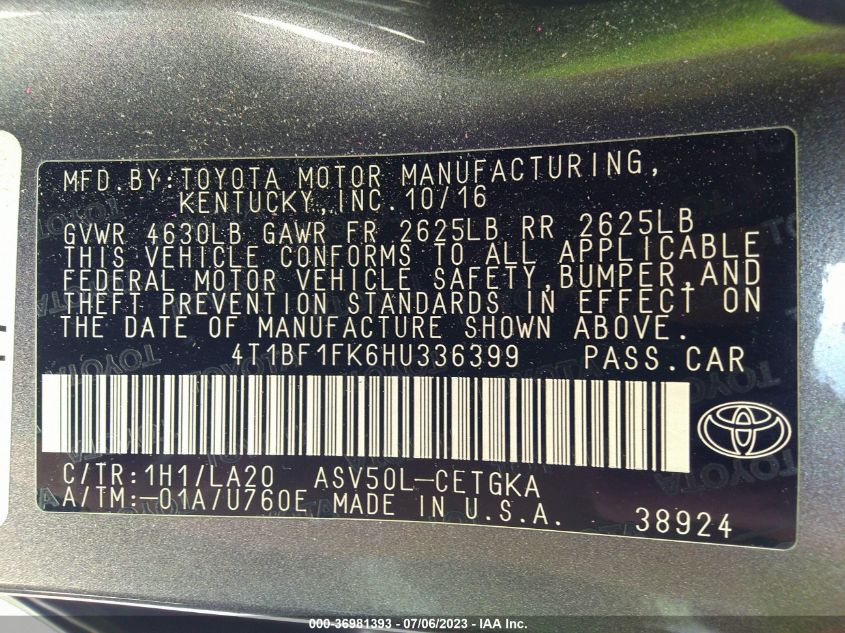 MFD.BY:TOYOTA MOTOR MANUFACTURING,
KENTUCKY,INC.10/16
GVWR 4630LB GAWR FR 2625LB RR 2625LB
THIS VEHICLE CONFORMS TO ALL APPLICABLE
FEDERAL MOTOR VEHICLE SAFETY,BUMPER,AND
THEFT PREVENTION STANDARDS IN EFFECT ON
THE DATE OF MANUFACTURE SHOWN ABOVE.
4T1BF1FK6HU336399 PASS.CAR
C/TR:1H1/LA20 ASV50L-CETGKA
A/TM:-01A/U760E MADE IN U.S.A. 38924
000-36981393 - 07/06/2023 - IAA Inc.